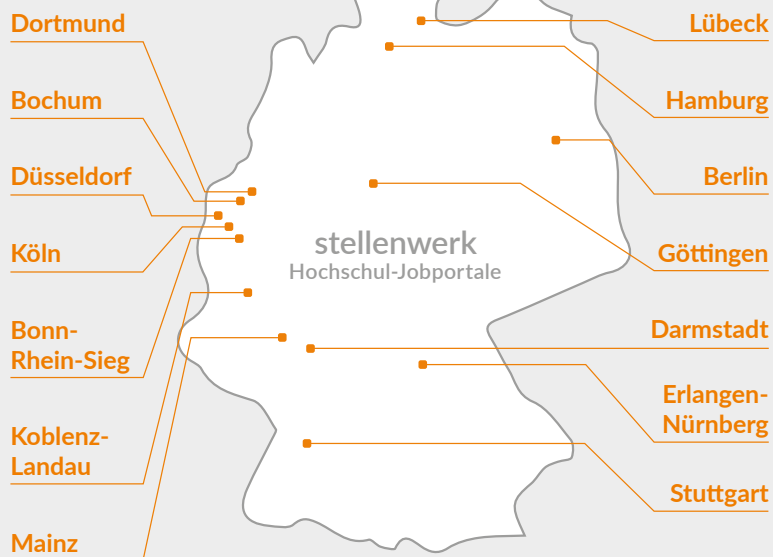 Dortmund
Bochum
Düsseldorf
Köln
Bonn-
Rhein-Sieg
Koblenz-
Landau
Mainz
stellenwerk
Hochschul-Jobportale
Lübeck
Hamburg
Berlin
Göttingen
Darmstadt
Erlangen-
Nürnberg
Stuttgart